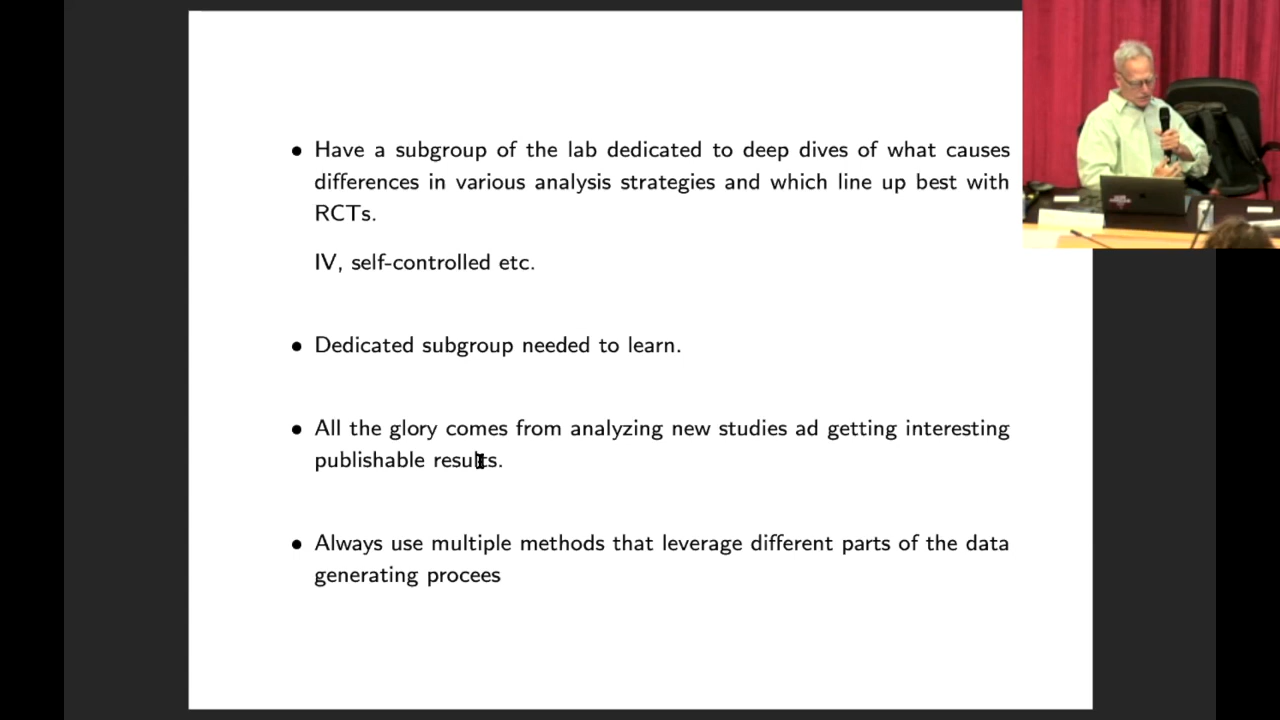 • Have a subgroup of the lab dedicated to deep dives of what causes
differences in various analysis strategies and which line up best with
RCTs.
IV, self-controlled etc.
• Dedicated subgroup needed to learn.
• All the glory comes from analyzing new studies ad getting interesting
publishable results.
• Always use multiple methods that leverage different parts of the data
generating procees